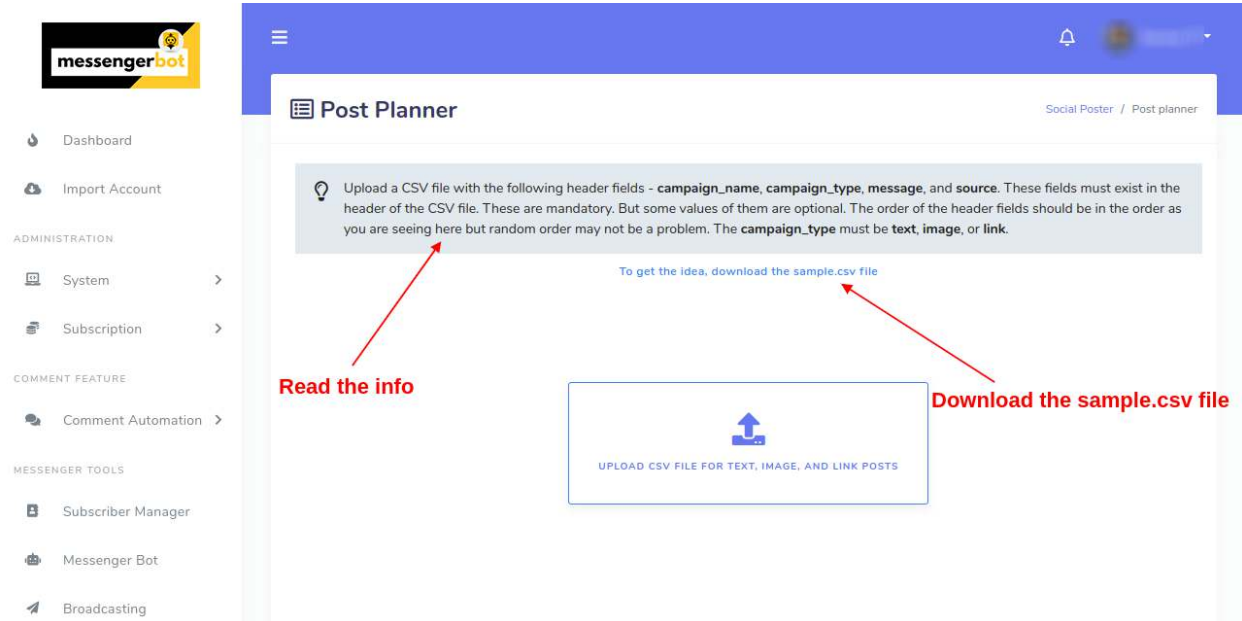 messengerbot
Post Planner
Social Poster / Post planner
Dashboard
Import Account
ADMINISTRATION
System
Subscription
COMMENT FEATURE
Comment Automation
MESSENGER TOOLS
Subscriber Manager
Messenger Bot
Broadcasting
Upload a CSV file with the following header fields - campaign_name, campaign_type, message, and source. These fields must exist in the
header of the CSV file. These are mandatory. But some values of them are optional. The order of the header fields should be in the order as
you are seeing here but random order may not be a problem. The campaign_type must be text, image, or link.
To get the idea, download the sample.csv file
Read the info
Download the sample.csv file
UPLOAD CSV FILE FOR TEXT, IMAGE, AND LINK POSTS